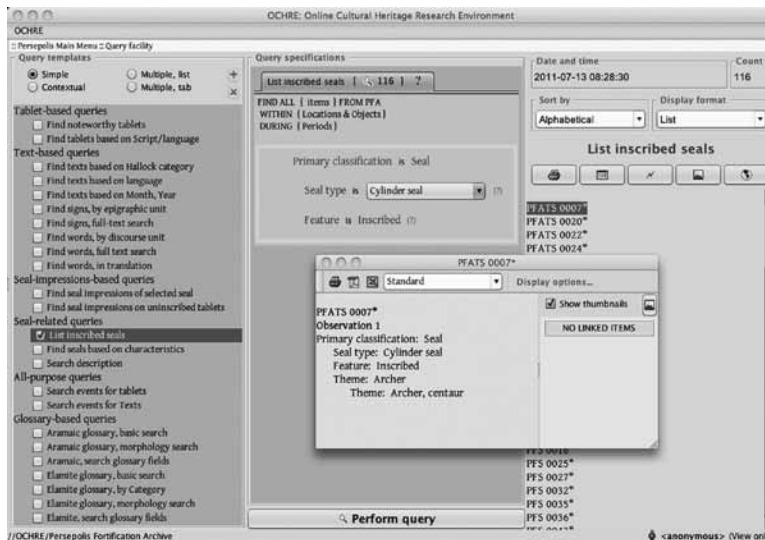 OCHRE: Online Cultural Heritage Research Environment
OCHRE
:: Persepolis Main Menu :: Query facility
Query templates
Simple
Multiple, list
Contextual
Multiple, tab
Tablet-based queries
Find noteworthy tablets
Find tablets based on Script/language
Text-based queries
Find texts based on Hallock category
Find texts based on language
Find texts based on Month, Year
Find signs, by epigraphic unit
Find signs, full-text search
Find words, by discourse unit
Find words, full text search
Find words, in translation
Seal-impressions-based queries
Find seal impressions of selected seal
Find seal impressions on uninscribed tablets
Seal-related queries
List inscribed seals
Find seals based on characteristics
Search description
All-purpose queries
Search events for tablets
Search events for Texts
Glossary-based queries
Aramaic glossary, basic search
Aramaic glossary, morphology search
Aramaic, search glossary fields
Elamite glossary, basic search
Elamite glossary, by Category
Elamite glossary, morphology search
Elamite, search glossary fields
Query specifications
List inscribed seals [ 116 ] ?
FIND ALL { items } FROM PFA
WITHIN { Locations & Objects }
DURING { Periods }
Primary classification is Seal
Seal type is Cylinder seal (?)
Feature is Inscribed (?)
Perform query
Date and time
2011-07-13 08:28:30
Count
116
Sort by
Alphabetical
Display format
List
List inscribed seals
PFATS 0007*
PFATS 0020*
PFATS 0022*
PFATS 0024*
PFATS 0007*
Standard
Display options...
PFATS 0007*
Observation 1
Primary classification: Seal
Seal type: Cylinder seal
Feature: Inscribed
Theme: Archer
Theme: Archer, centaur
Show thumbnails
NO LINKED ITEMS
PFS 0025*
PFS 0027*
PFS 0032*
PFS 0035*
PFS 0036*
//OCHRE/Persepolis Fortification Archive
<anonymous> (View onl